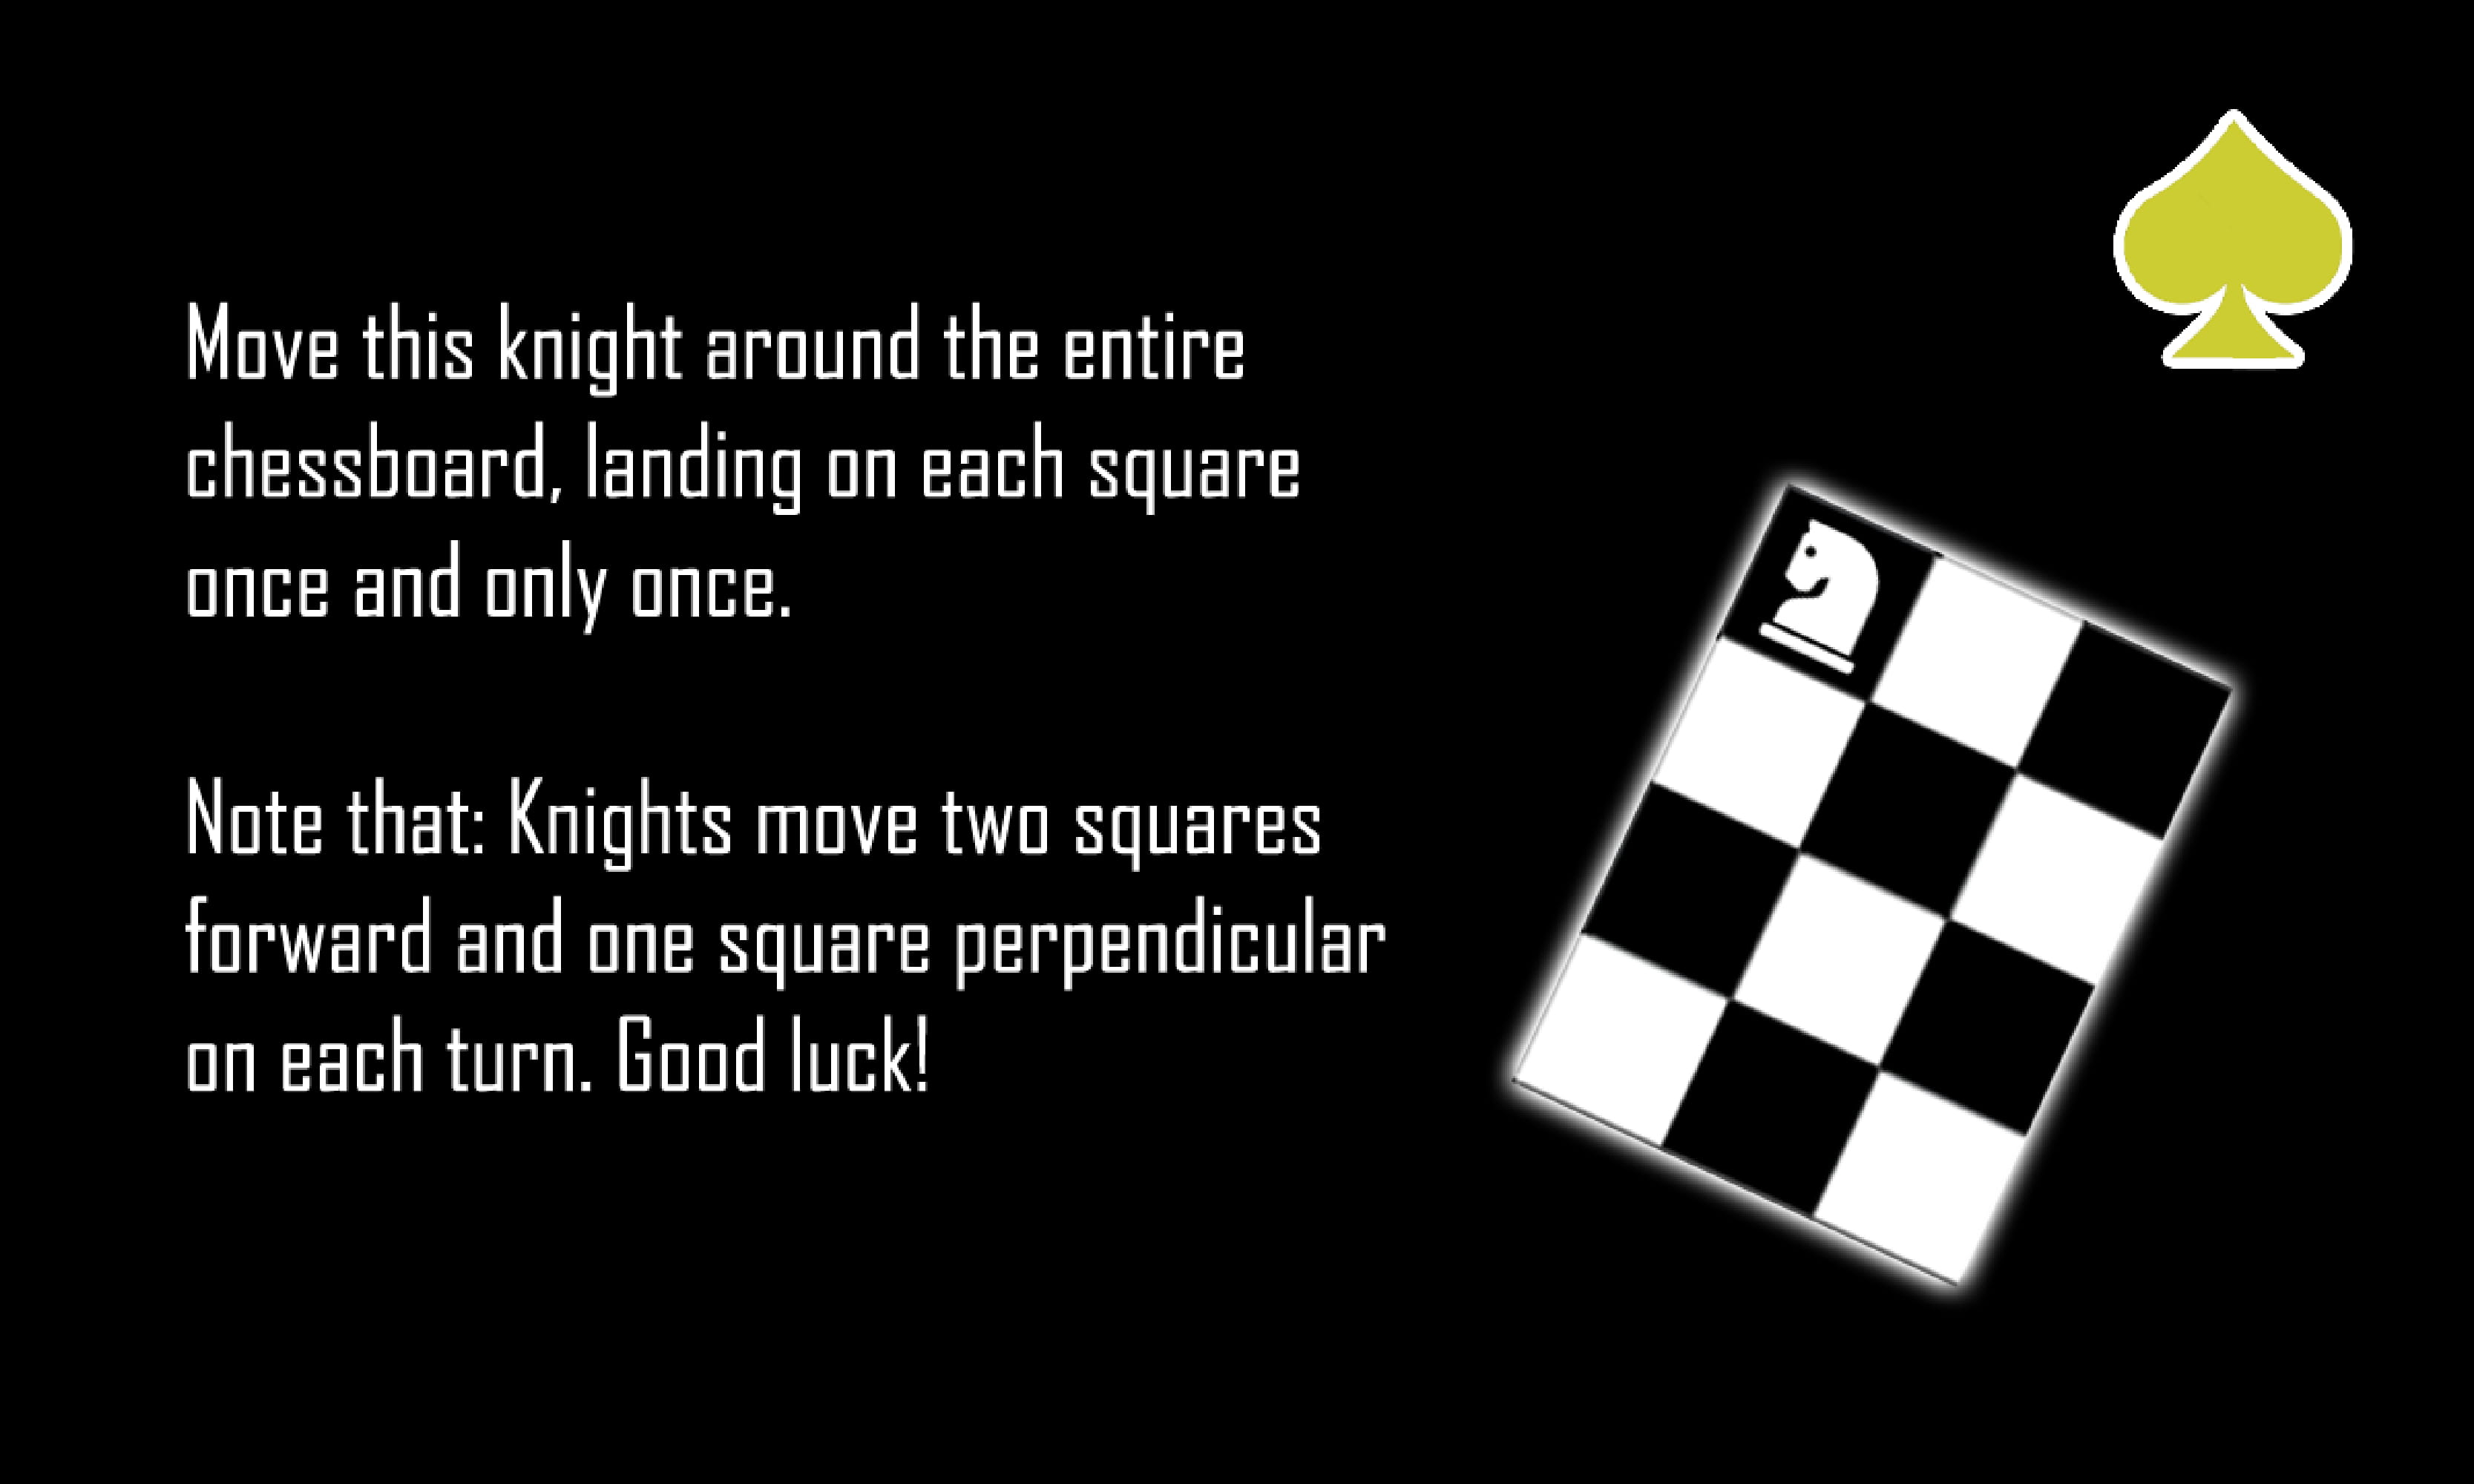 Move this knight around the entire
chessboard, landing on each square
once and only once.
Note that: Knights move two squares
forward and one square perpendicular
on each turn. Good luck!